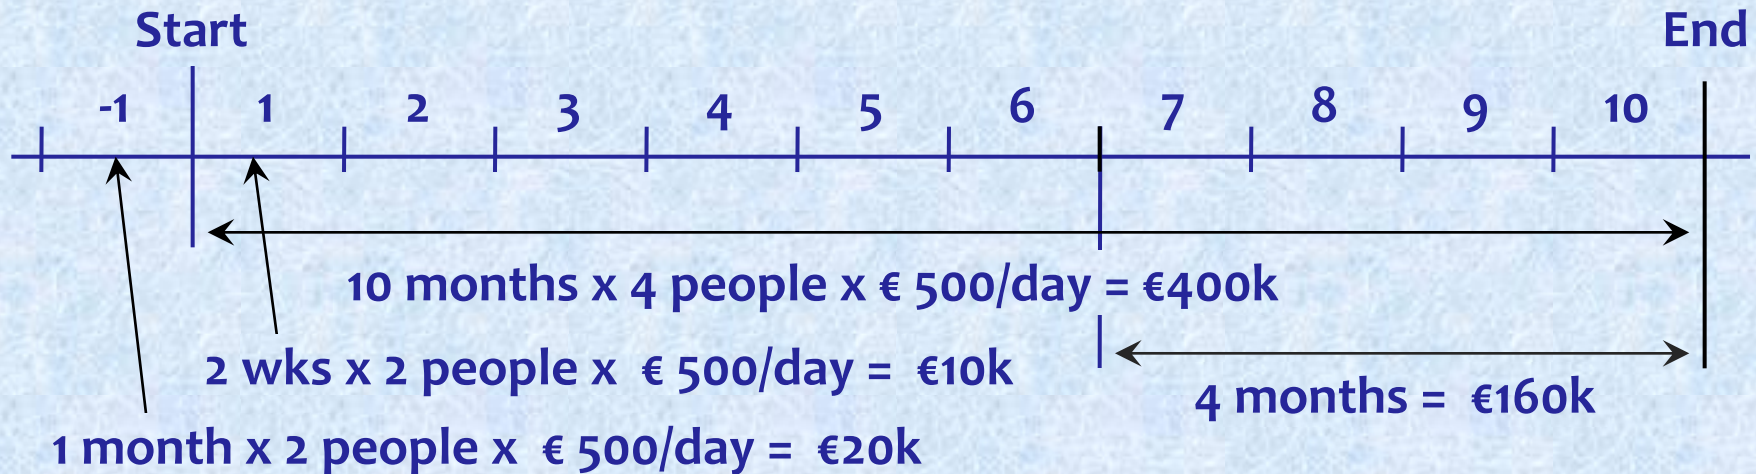 Start End
-1 1 2 3 4 5 6 7 8 9 10
10 months x 4 people x € 500/day = €400k
2 wks x 2 people x € 500/day = €10k
4 months = €160k
1 month x 2 people x € 500/day = €20k